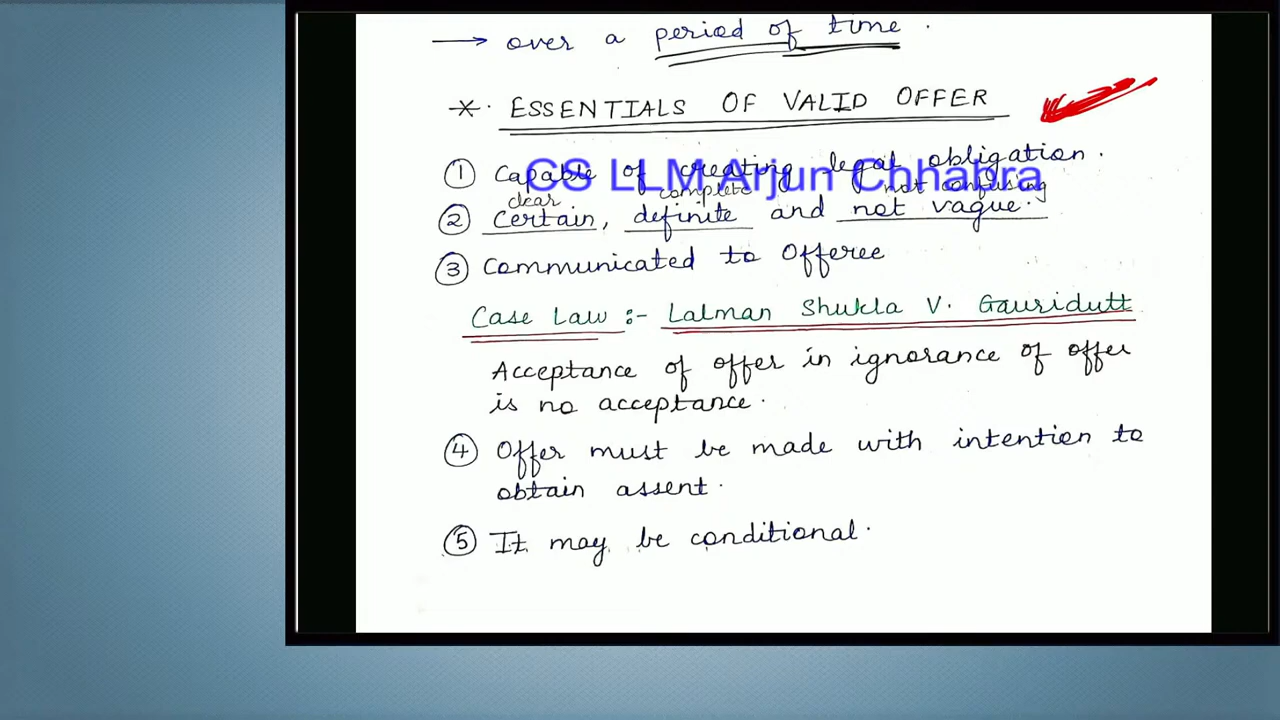 → over a period of time.
* ESSENTIALS OF VALID OFFER
① Capable of creating legal obligation.
CS LLM Arjun Chhabra
clear complete not confusing
② Certain, definite and not vague.
③ Communicated to Offeree
Case Law :- Lalman Shukla V. Gauridutt
Acceptance of offer in ignorance of offer
is no acceptance.
④ Offer must be made with intention to
obtain assent.
⑤ It may be conditional.